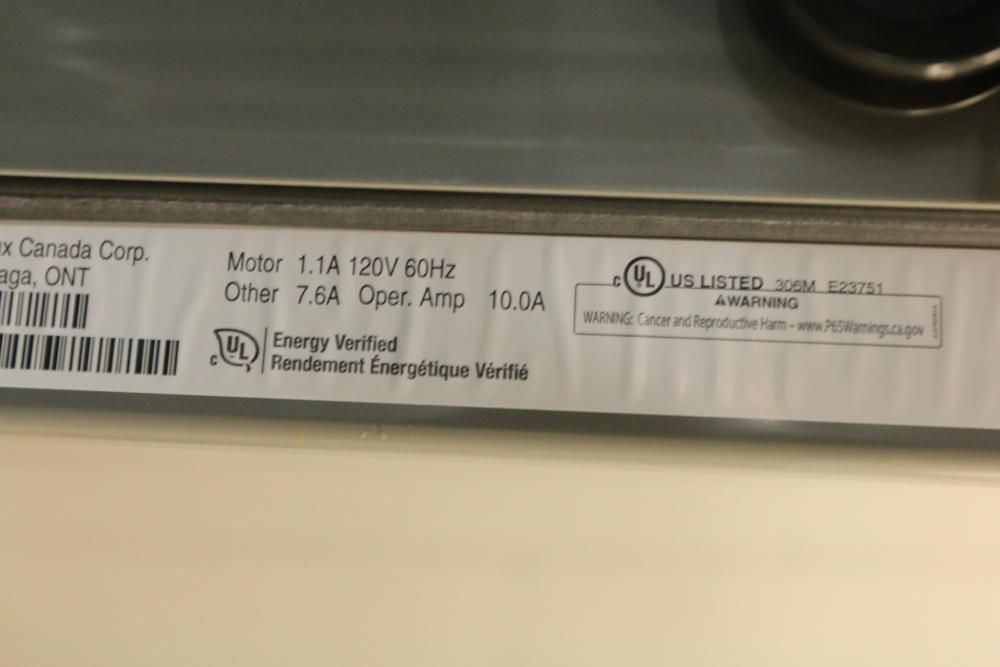 Canada Corp.
ONT
Motor 1.1A 120V 60Hz
Other 7.6A Oper. Amp 10.0A
c UL Energy Verified
Rendement Énergétique Vérifié
c UL US LISTED 306M E23751
WARNING
WARNING: Cancer and Reproductive Harm – www.P65Warnings.ca.gov